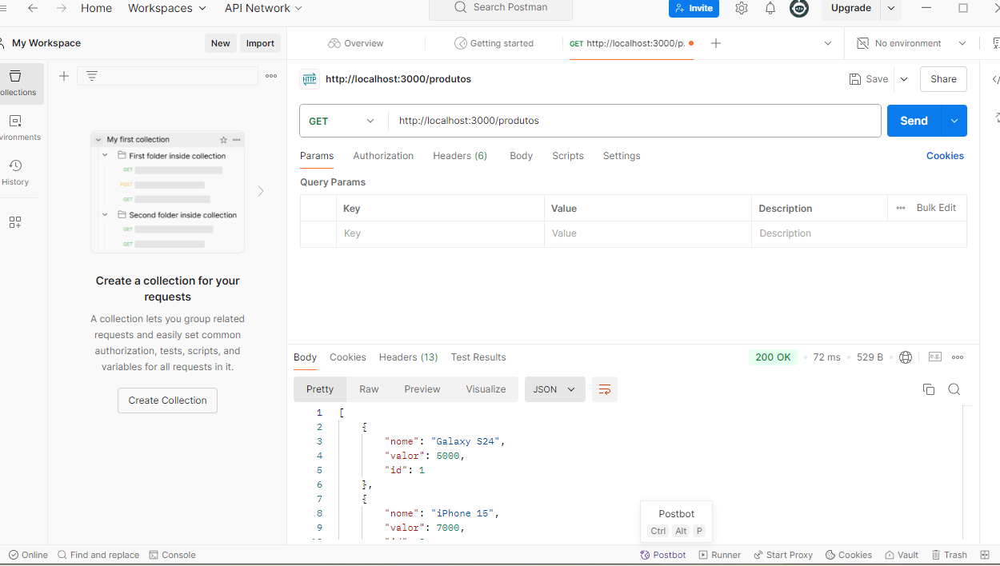 Home Workspaces API Network Search Postman Invite Upgrade
My Workspace New Import Overview Getting started GET http://localhost:3000/p. No environment
ollections
vironments
History
My first collection
First folder inside collection
GET
POST
GET
Second folder inside collection
GET
GET
Create a collection for your
requests
A collection lets you group related
requests and easily set common
authorization, tests, scripts, and
variables for all requests in it.
Create Collection
HTTP http://localhost:3000/produtos Save Share
GET http://localhost:3000/produtos Send
Params Authorization Headers (6) Body Scripts Settings Cookies
Query Params
Key Value Description Bulk Edit
Key Value Description
Body Cookies Headers (13) Test Results 200 OK 72 ms 529 B e.g.
Pretty Raw Preview Visualize JSON
1 [
2 {
3 "nome": "Galaxy S24",
4 "valor": 5000,
5 "id": 1
6 },
7 {
8 "nome": "iPhone 15",
9 "valor": 7000,
Postbot
Ctrl Alt P
Online Find and replace Console Postbot Runner Start Proxy Cookies Vault Trash